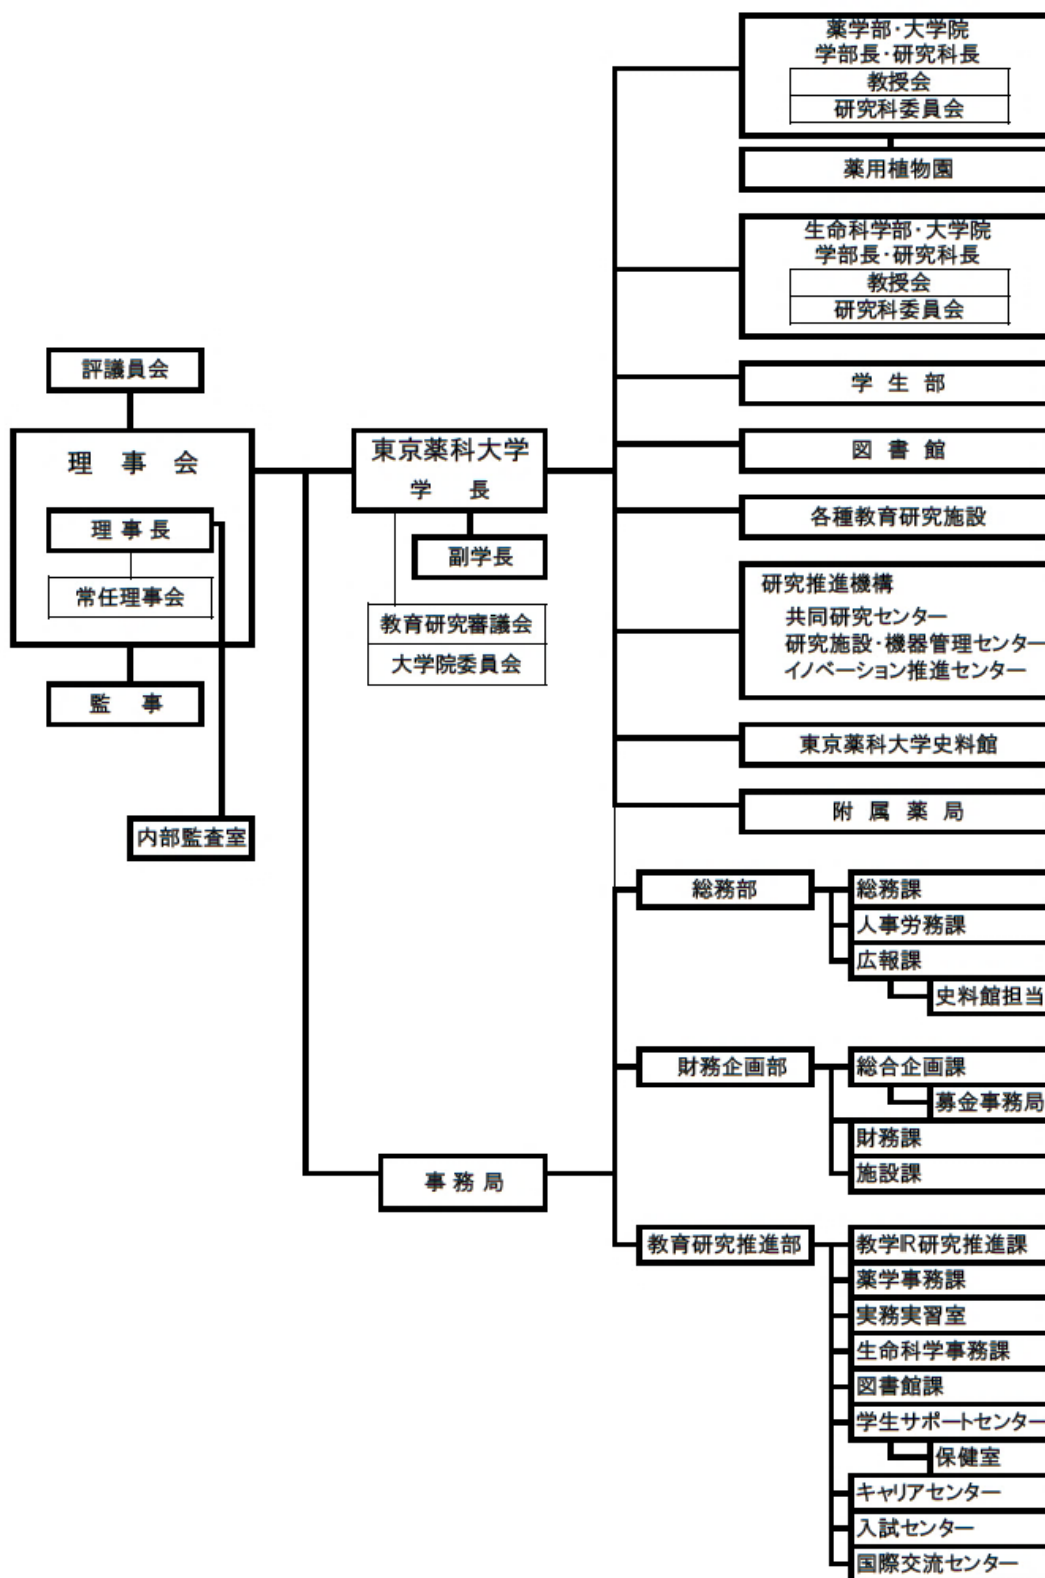 評議員会
理事会
理事長
常任理事会
監事
内部監査室
東京薬科大学
学長
副学長
教育研究審議会
大学院委員会
事務局
薬学部・大学院
学部長・研究科長
教授会
研究科委員会
薬用植物園
生命科学部・大学院
学部長・研究科長
教授会
研究科委員会
学生部
図書館
各種教育研究施設
研究推進機構
共同研究センター
研究施設・機器管理センター
イノベーション推進センター
東京薬科大学史料館
附属薬局
総務部
総務課
人事労務課
広報課
史料館担当
財務企画部
総合企画課
募金事務局
財務課
施設課
教育研究推進部
教学IR研究推進課
薬学事務課
実務実習室
生命科学事務課
図書館課
学生サポートセンター
保健室
キャリアセンター
入試センター
国際交流センター